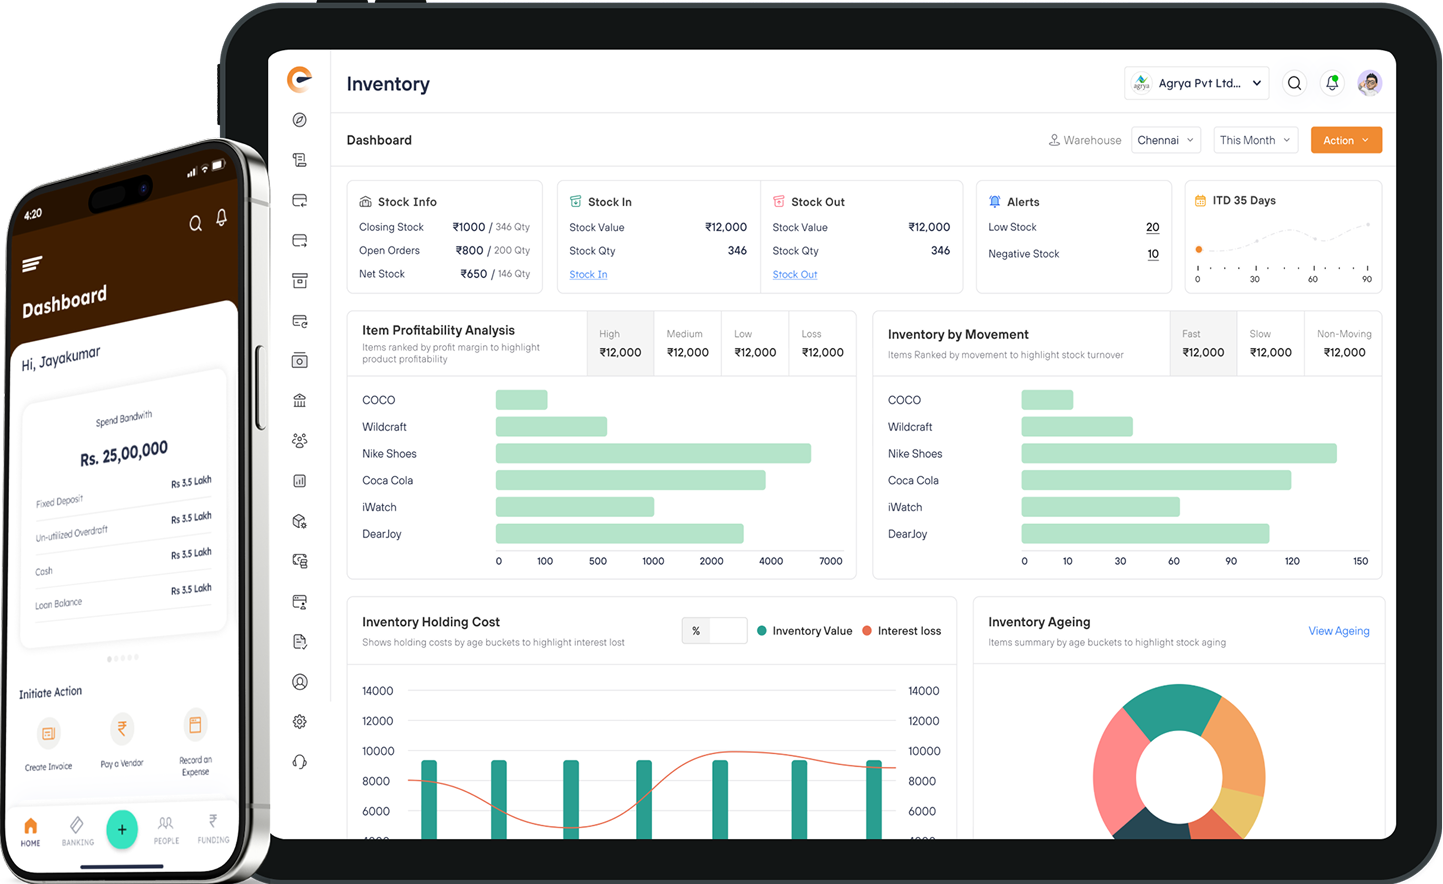 4:20
Dashboard
Hi, Jayakumar
Spend Bandwith
Rs. 25,00,000
Fixed Deposit Rs 3.5 Lakh
Un-utilized Overdraft Rs 3.5 Lakh
Cash Rs 3.5 Lakh
Loan Balance Rs 3.5 Lakh
Initiate Action
Create Invoice
Pay a Vendor
Record an
Expense
HOME
BANKING
PEOPLE
FUNDING
Inventory
agrya Agrya Pvt Ltd...
Dashboard
Warehouse Chennai This Month Action
Stock Info
Closing Stock ₹1000 / 346 Qty
Open Orders ₹800 / 200 Qty
Net Stock ₹650 / 146 Qty
Stock In
Stock Value ₹12,000
Stock Qty 346
Stock In
Stock Out
Stock Value ₹12,000
Stock Qty 346
Stock Out
Alerts
Low Stock 20
Negative Stock 10
ITD 35 Days
0 30 60 90
Item Profitability Analysis
Items ranked by profit margin to highlight
product profitability
High Medium Low Loss
₹12,000 ₹12,000 ₹12,000 ₹12,000
COCO
Wildcraft
Nike Shoes
Coca Cola
iWatch
DearJoy
0 100 500 1000 2000 4000 7000
Inventory by Movement
Items Ranked by movement to highlight stock turnover
Fast Slow Non-Moving
₹12,000 ₹12,000 ₹12,000
COCO
Wildcraft
Nike Shoes
Coca Cola
iWatch
DearJoy
0 10 30 60 90 120 150
Inventory Holding Cost
Shows holding costs by age buckets to highlight interest lost
% Inventory Value Interest loss
14000 14000
12000 12000
10000 10000
8000 8000
6000 6000
4000 4000
Inventory Ageing
Items summary by age buckets to highlight stock aging
View Ageing